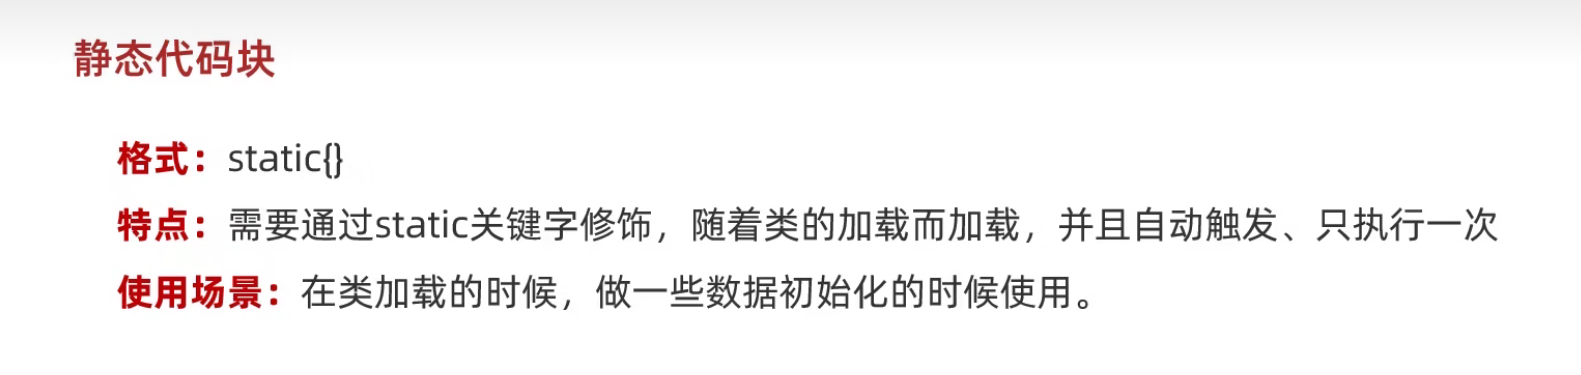 静态代码块
格式：static{}
特点：需要通过static关键字修饰，随着类的加载而加载，并且自动触发、只执行一次
使用场景：在类加载的时候，做一些数据初始化的时候使用。